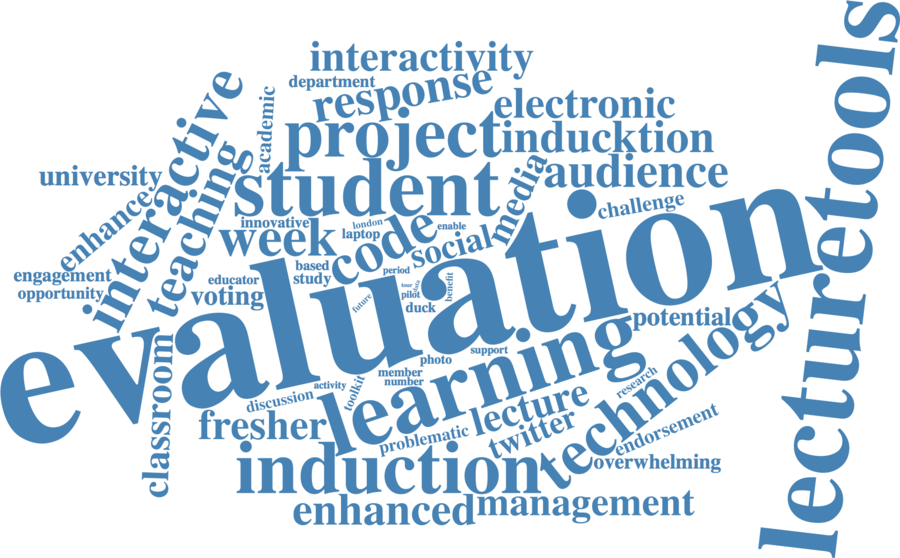 interactivity
department
response
electronic
project
inducktion
academic
interactive
teaching
university
enhance
student
media
audience
challenge
innovative
week
code
london
laptop
enable
social
engagement
opportunity
educator
voting
based
study
period
tour
data
pilot
benefit
future
duck
evaluation
lecturetools
potential
technology
learning
photo
support
member
number
activity
toolkit
discussion
classroom
fresher
problematic
lecture
twitter
research
endorsement
induction
overwhelming
enhanced
management